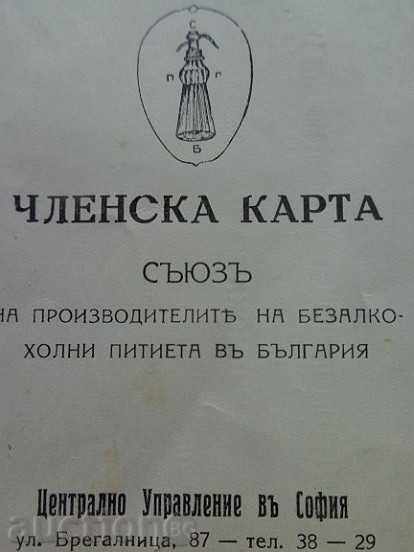 С
П П
Б
ЧЛЕНСКА КАРТА
СЪЮЗЪ
НА ПРОИЗВОДИТЕЛИТѢ НА БЕЗАЛКО-
ХОЛНИ ПИТИЕТА ВЪ БЪЛГАРИЯ
Централно Управление въ София
ул. Брегалница, 87 — тел. 38 — 29